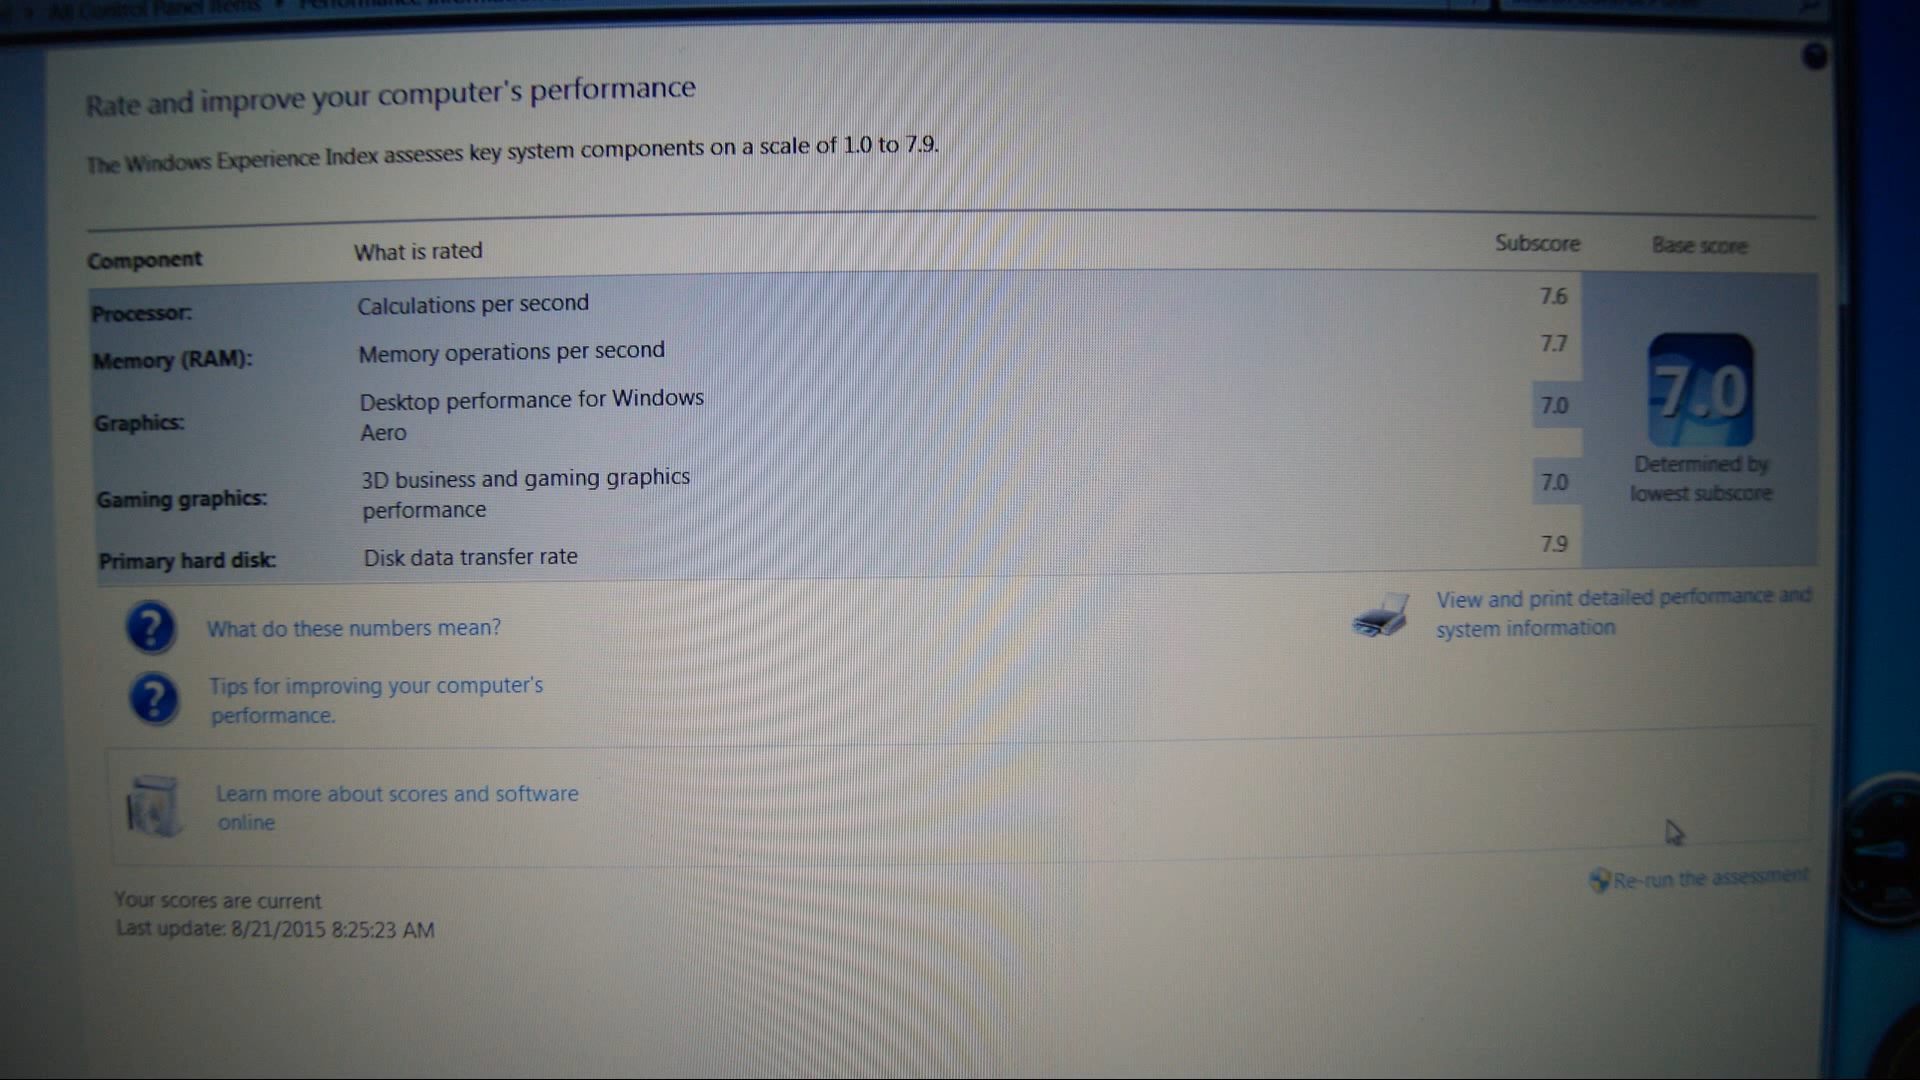 All Control Panel Items
Rate and improve your computer's performance
The Windows Experience Index assesses key system components on a scale of 1.0 to 7.9.
Component What is rated Subscore Base score
Processor: Calculations per second 7.6
Memory (RAM): Memory operations per second 7.7
Graphics: Desktop performance for Windows
Aero 7.0
Gaming graphics: 3D business and gaming graphics
performance 7.0
Primary hard disk: Disk data transfer rate 7.9
7.0
Determined by
lowest subscore
What do these numbers mean?
View and print detailed performance and
system information
Tips for improving your computer's
performance.
Learn more about scores and software
online
Re-run the assessment
Your scores are current
Last update: 8/21/2015 8:25:23 AM